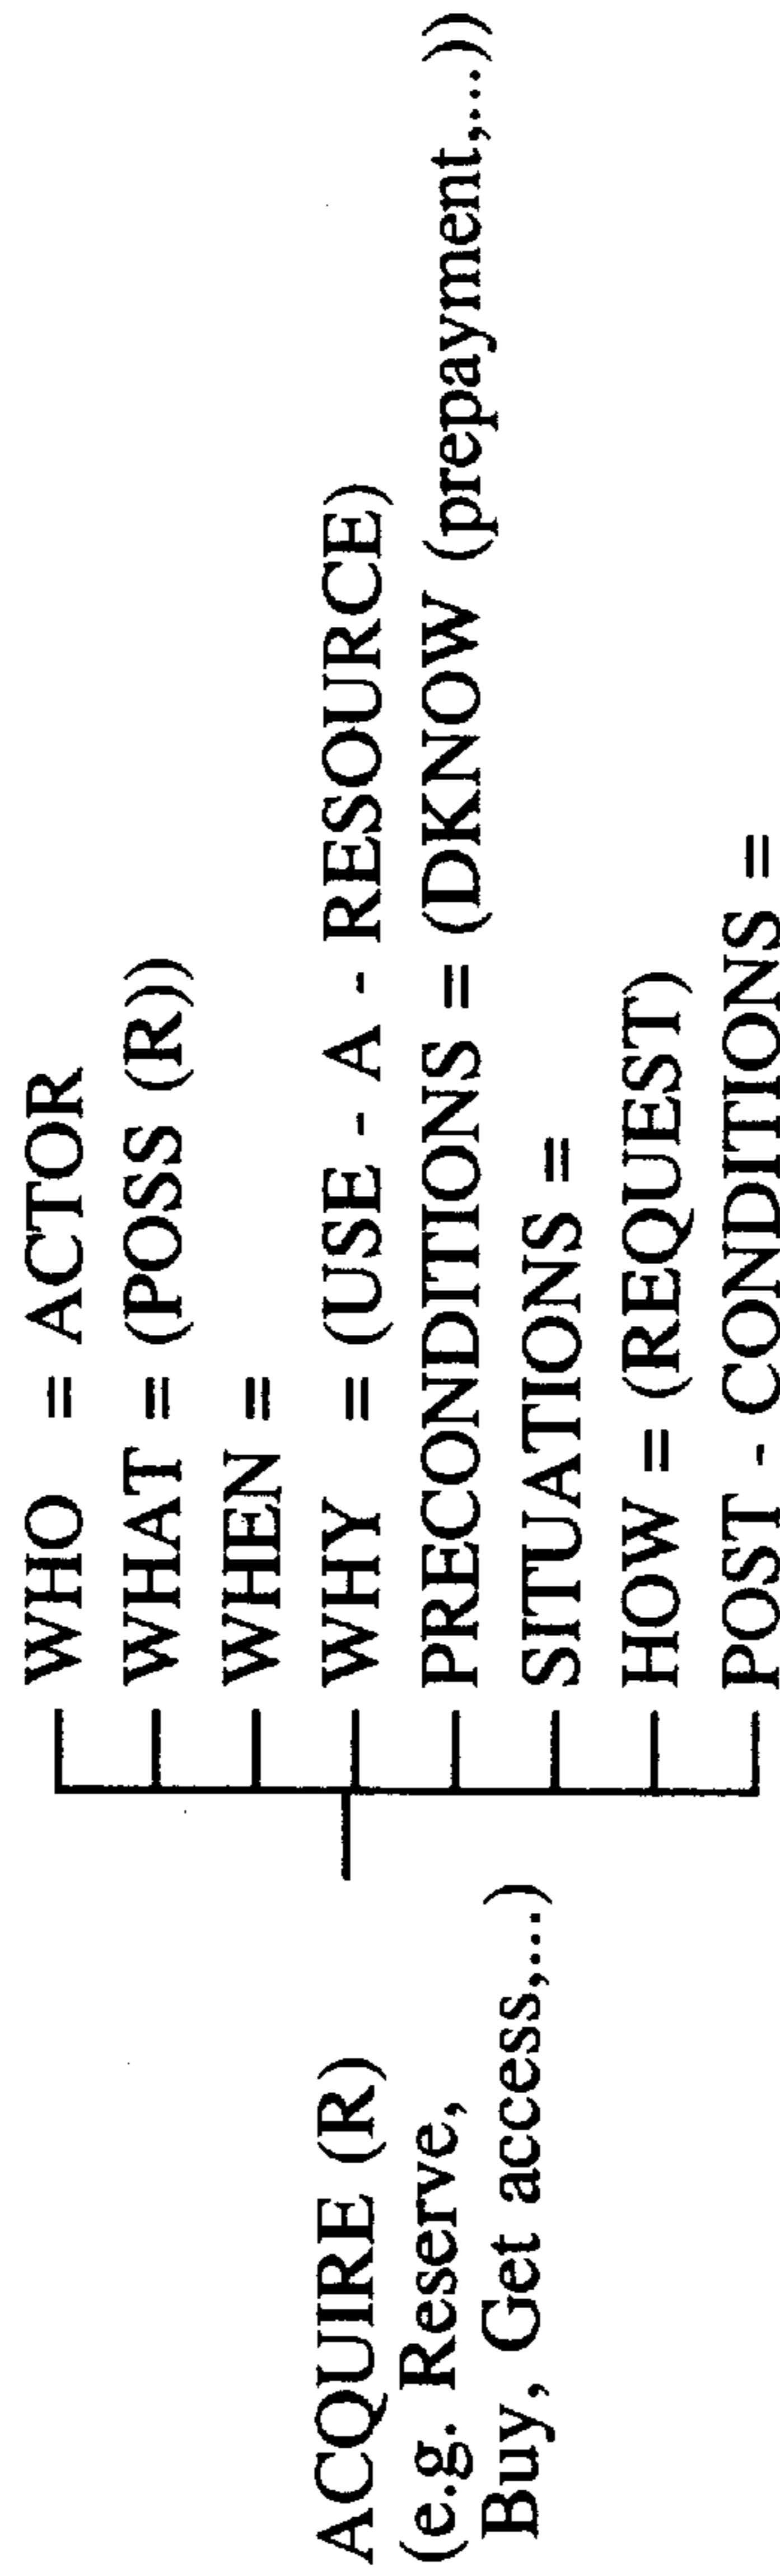 ACQUIRE (R)
(e.g. Reserve,
Buy, Get access,...)
WHO = ACTOR
WHAT = (POSS (R))
WHEN =
WHY = (USE - A - RESOURCE)
PRECONDITIONS = (DKNOW (prepayment,...))
SITUATIONS =
HOW = (REQUEST)
POST - CONDITIONS =